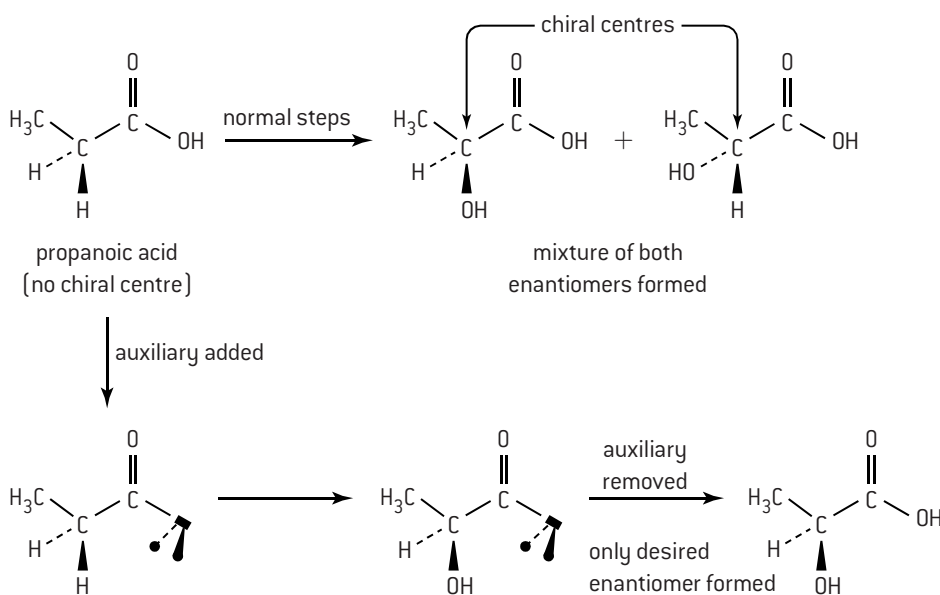 chiral centres
O
H₃C
C
C
OH
H
H
normal steps
O
H₃C
C
C
OH
H
OH
+
O
H₃C
C
C
OH
HO
H
propanoic acid
(no chiral centre)
mixture of both
enantiomers formed
auxiliary added
O
H₃C
C
C
H
H
O
H₃C
C
C
H
OH
auxiliary
removed
only desired
enantiomer formed
O
H₃C
C
C
OH
H
OH